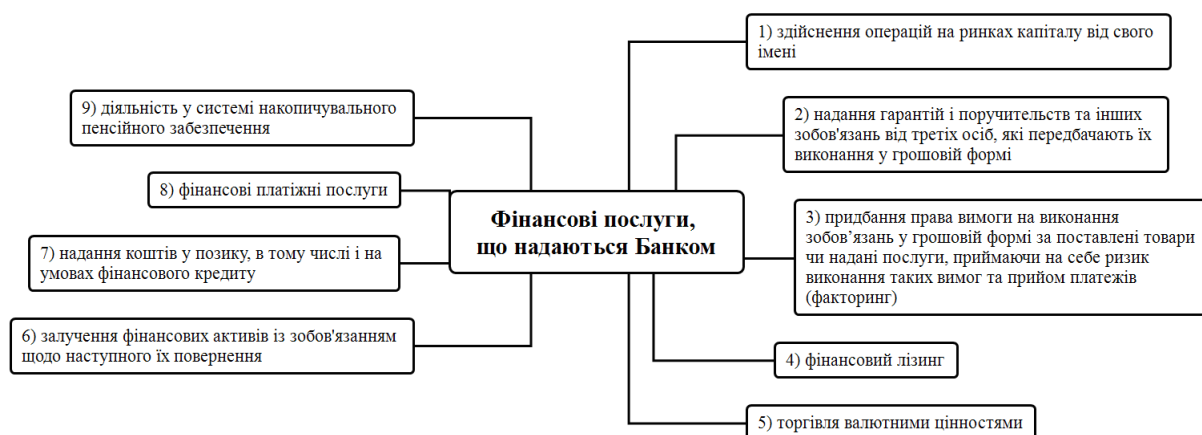 Фінансові послуги,
що надаються Банком
1) здійснення операцій на ринках капіталу від свого
імені
2) надання гарантій і поручительств та інших
зобов'язань від третіх осіб, які передбачають їх
виконання у грошовій формі
3) придбання права вимоги на виконання
зобов’язань у грошовій формі за поставлені товари
чи надані послуги, приймаючи на себе ризик
виконання таких вимог та прийом платежів
(факторинг)
4) фінансовий лізинг
5) торгівля валютними цінностями
6) залучення фінансових активів із зобов'язанням
щодо наступного їх повернення
7) надання коштів у позику, в тому числі і на
умовах фінансового кредиту
8) фінансові платіжні послуги
9) діяльність у системі накопичувального
пенсійного забезпечення